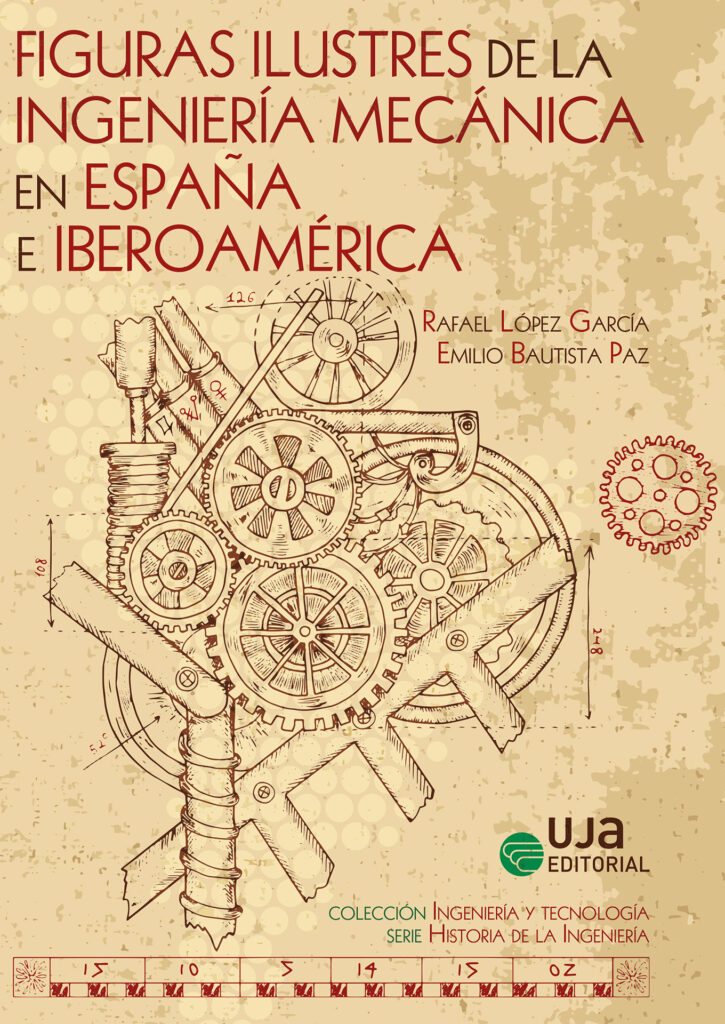 FIGURAS ILUSTRES DE LA
INGENIERÍA MECÁNICA
EN ESPAÑA
E IBEROAMÉRICA
126
RAFAEL LÓPEZ GARCÍA
EMILIO BAUTISTA PAZ
108
248
52°
uja
EDITORIAL
COLECCIÓN INGENIERÍA Y TECNOLOGÍA
SERIE HISTORIA DE LA INGENIERÍA
15 10 5 14 15 02